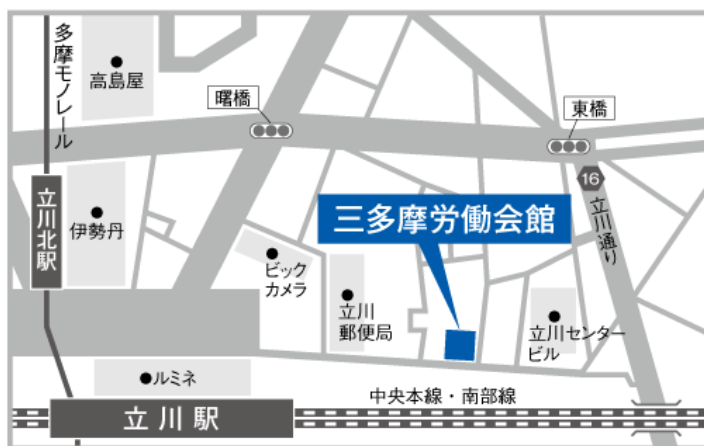 多摩モノレール
高島屋
曙橋
東橋
16
立川通り
立川北駅
伊勢丹
三多摩労働会館
ビック
カメラ
立川
郵便局
立川センター
ビル
ルミネ
中央本線・南部線
立川駅